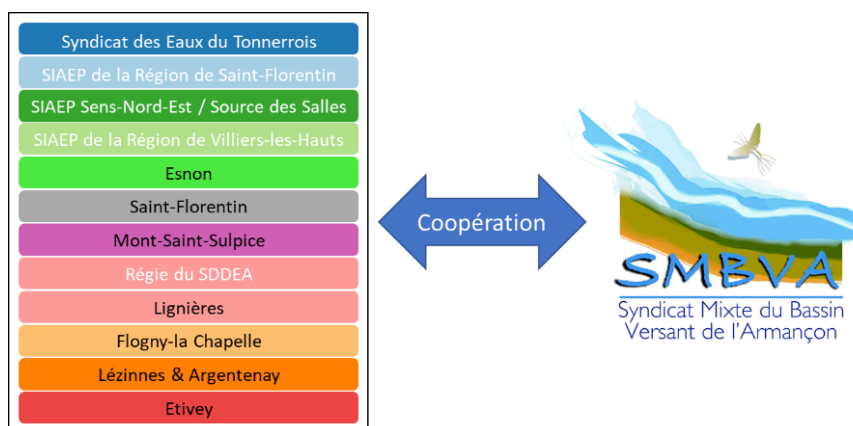 Syndicat des Eaux du Tonnerrois
SIAEP de la Région de Saint-Florentin
SIAEP Sens-Nord-Est / Source des Salles
SIAEP de la Région de Villiers-les-Hauts
Esnon
Saint-Florentin
Mont-Saint-Sulpice
Régie du SDDEA
Lignières
Flogny-la Chapelle
Lézinnes & Argentenay
Etivey
Coopération
SMBVA
Syndicat Mixte du Bassin
Versant de l'Armançon